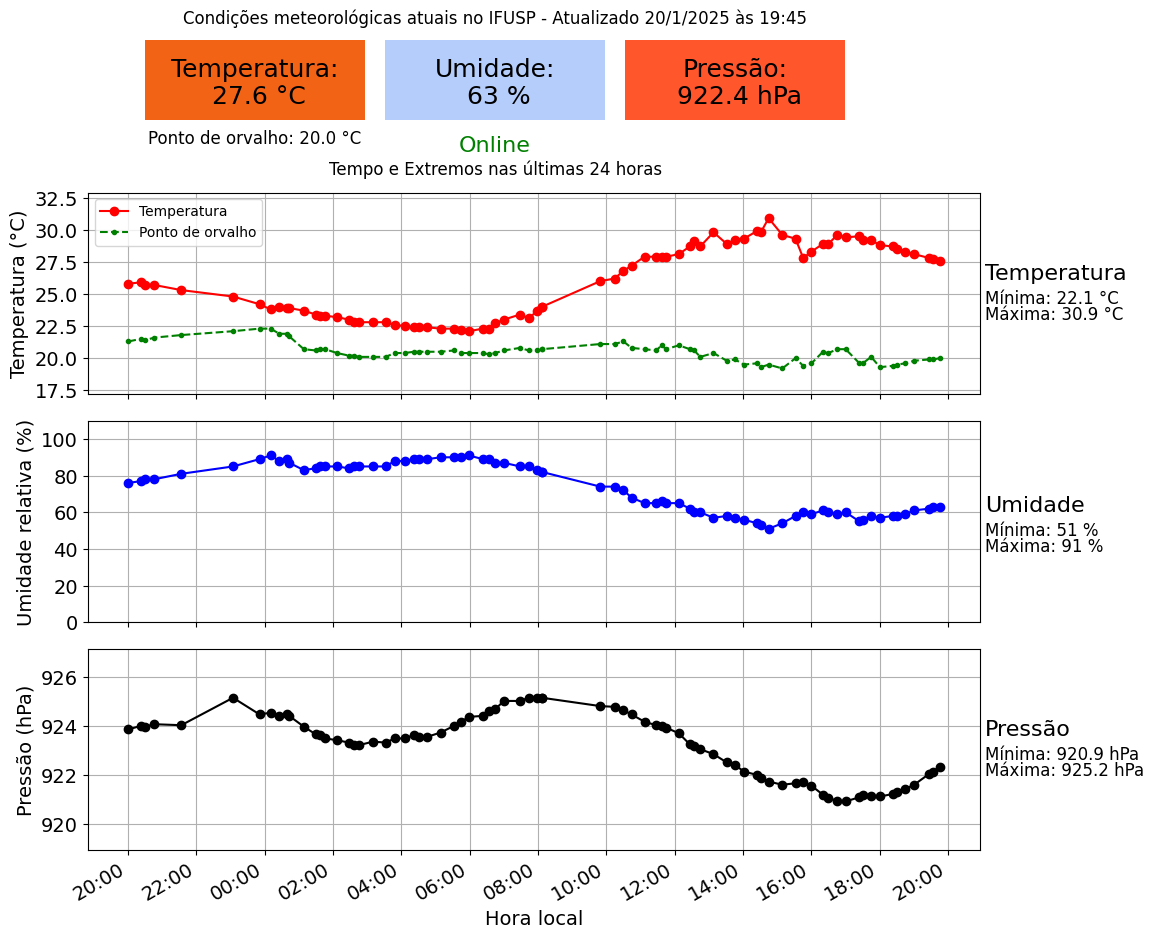 Condições meteorológicas atuais no IFUSP - Atualizado 20/1/2025 às 19:45
Temperatura:
27.6 °C
Umidade:
63 %
Pressão:
922.4 hPa
Ponto de orvalho: 20.0 °C
Online
Tempo e Extremos nas últimas 24 horas
Temperatura (°C)
32.5
30.0
27.5
25.0
22.5
20.0
17.5
Temperatura
Ponto de orvalho
Temperatura
Mínima: 22.1 °C
Máxima: 30.9 °C
Umidade relativa (%)
100
80
60
40
20
0
Umidade
Mínima: 51 %
Máxima: 91 %
Pressão (hPa)
926
924
922
920
Pressão
Mínima: 920.9 hPa
Máxima: 925.2 hPa
20:00 22:00 00:00 02:00 04:00 06:00 08:00 10:00 12:00 14:00 16:00 18:00 20:00
Hora local